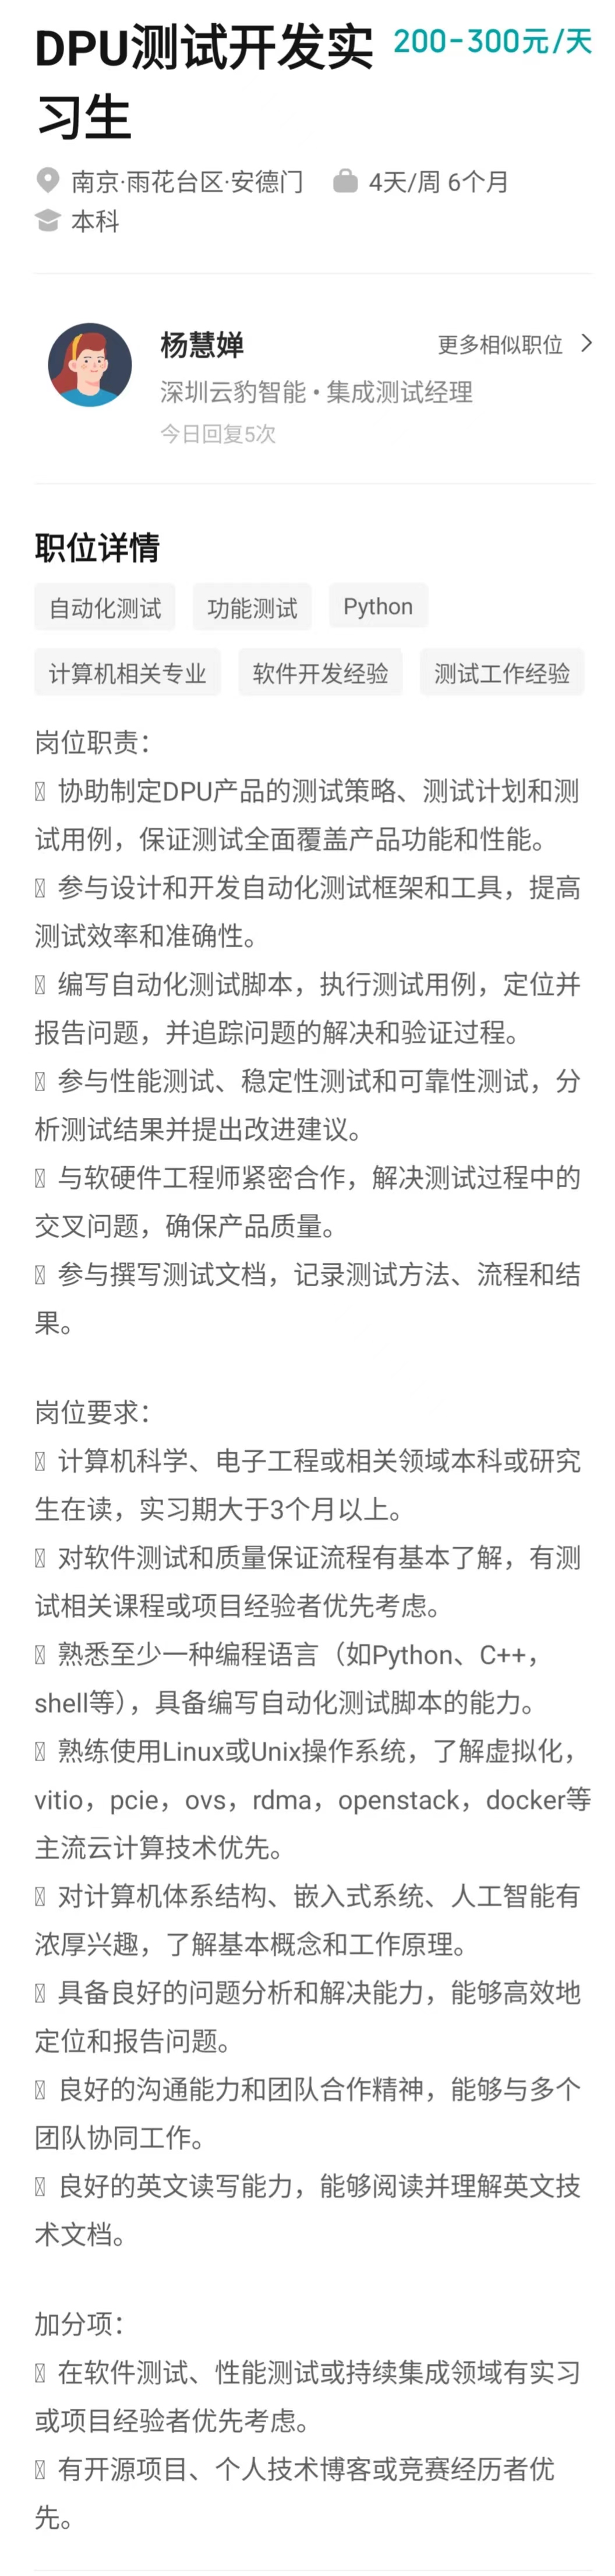 DPU测试开发实 200-300元/天
习生
南京·雨花台区·安德门 4天/周 6个月
本科
杨慧婵 更多相似职位
深圳云豹智能·集成测试经理
今日回复5次
职位详情
自动化测试 功能测试 Python
计算机相关专业 软件开发经验 测试工作经验
岗位职责：
协助制定DPU产品的测试策略、测试计划和测
试用例，保证测试全面覆盖产品功能和性能。
参与设计和开发自动化测试框架和工具，提高
测试效率和准确性。
编写自动化测试脚本，执行测试用例，定位并
报告问题，并追踪问题的解决和验证过程。
参与性能测试、稳定性测试和可靠性测试，分
析测试结果并提出改进建议。
与软硬件工程师紧密合作，解决测试过程中的
交叉问题，确保产品质量。
参与撰写测试文档，记录测试方法、流程和结
果。
岗位要求：
计算机科学、电子工程或相关领域本科或研究
生在读，实习期大于3个月以上。
对软件测试和质量保证流程有基本了解，有测
试相关课程或项目经验者优先考虑。
熟悉至少一种编程语言（如Python、C++，
shell等），具备编写自动化测试脚本的能力。
熟练使用Linux或Unix操作系统，了解虚拟化，
vitio，pcie，ovs，rdma，openstack，docker等
主流云计算技术优先。
对计算机体系结构、嵌入式系统、人工智能有
浓厚兴趣，了解基本概念和工作原理。
具备良好的问题分析和解决能力，能够高效地
定位和报告问题。
良好的沟通能力和团队合作精神，能够与多个
团队协同工作。
良好的英文读写能力，能够阅读并理解英文技
术文档。
加分项：
在软件测试、性能测试或持续集成领域有实习
或项目经验者优先考虑。
有开源项目、个人技术博客或竞赛经历者优
先。